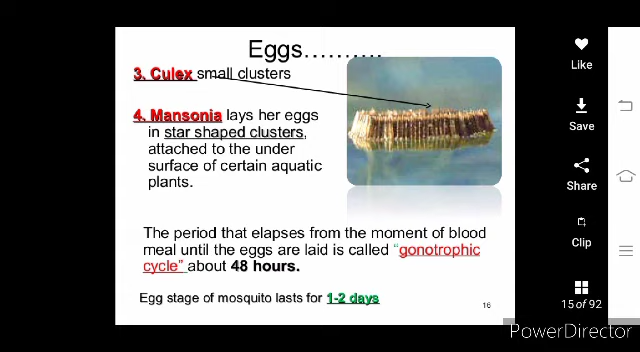 Eggs……….
3. Culex small clusters
4. Mansonia lays her eggs
in star shaped clusters,
attached to the under
surface of certain aquatic
plants.
The period that elapses from the moment of blood
meal until the eggs are laid is called “gonotrophic
cycle” about 48 hours.
Egg stage of mosquito lasts for 1-2 days
16
Like
Save
Share
Clip
15 of 92
PowerDirector